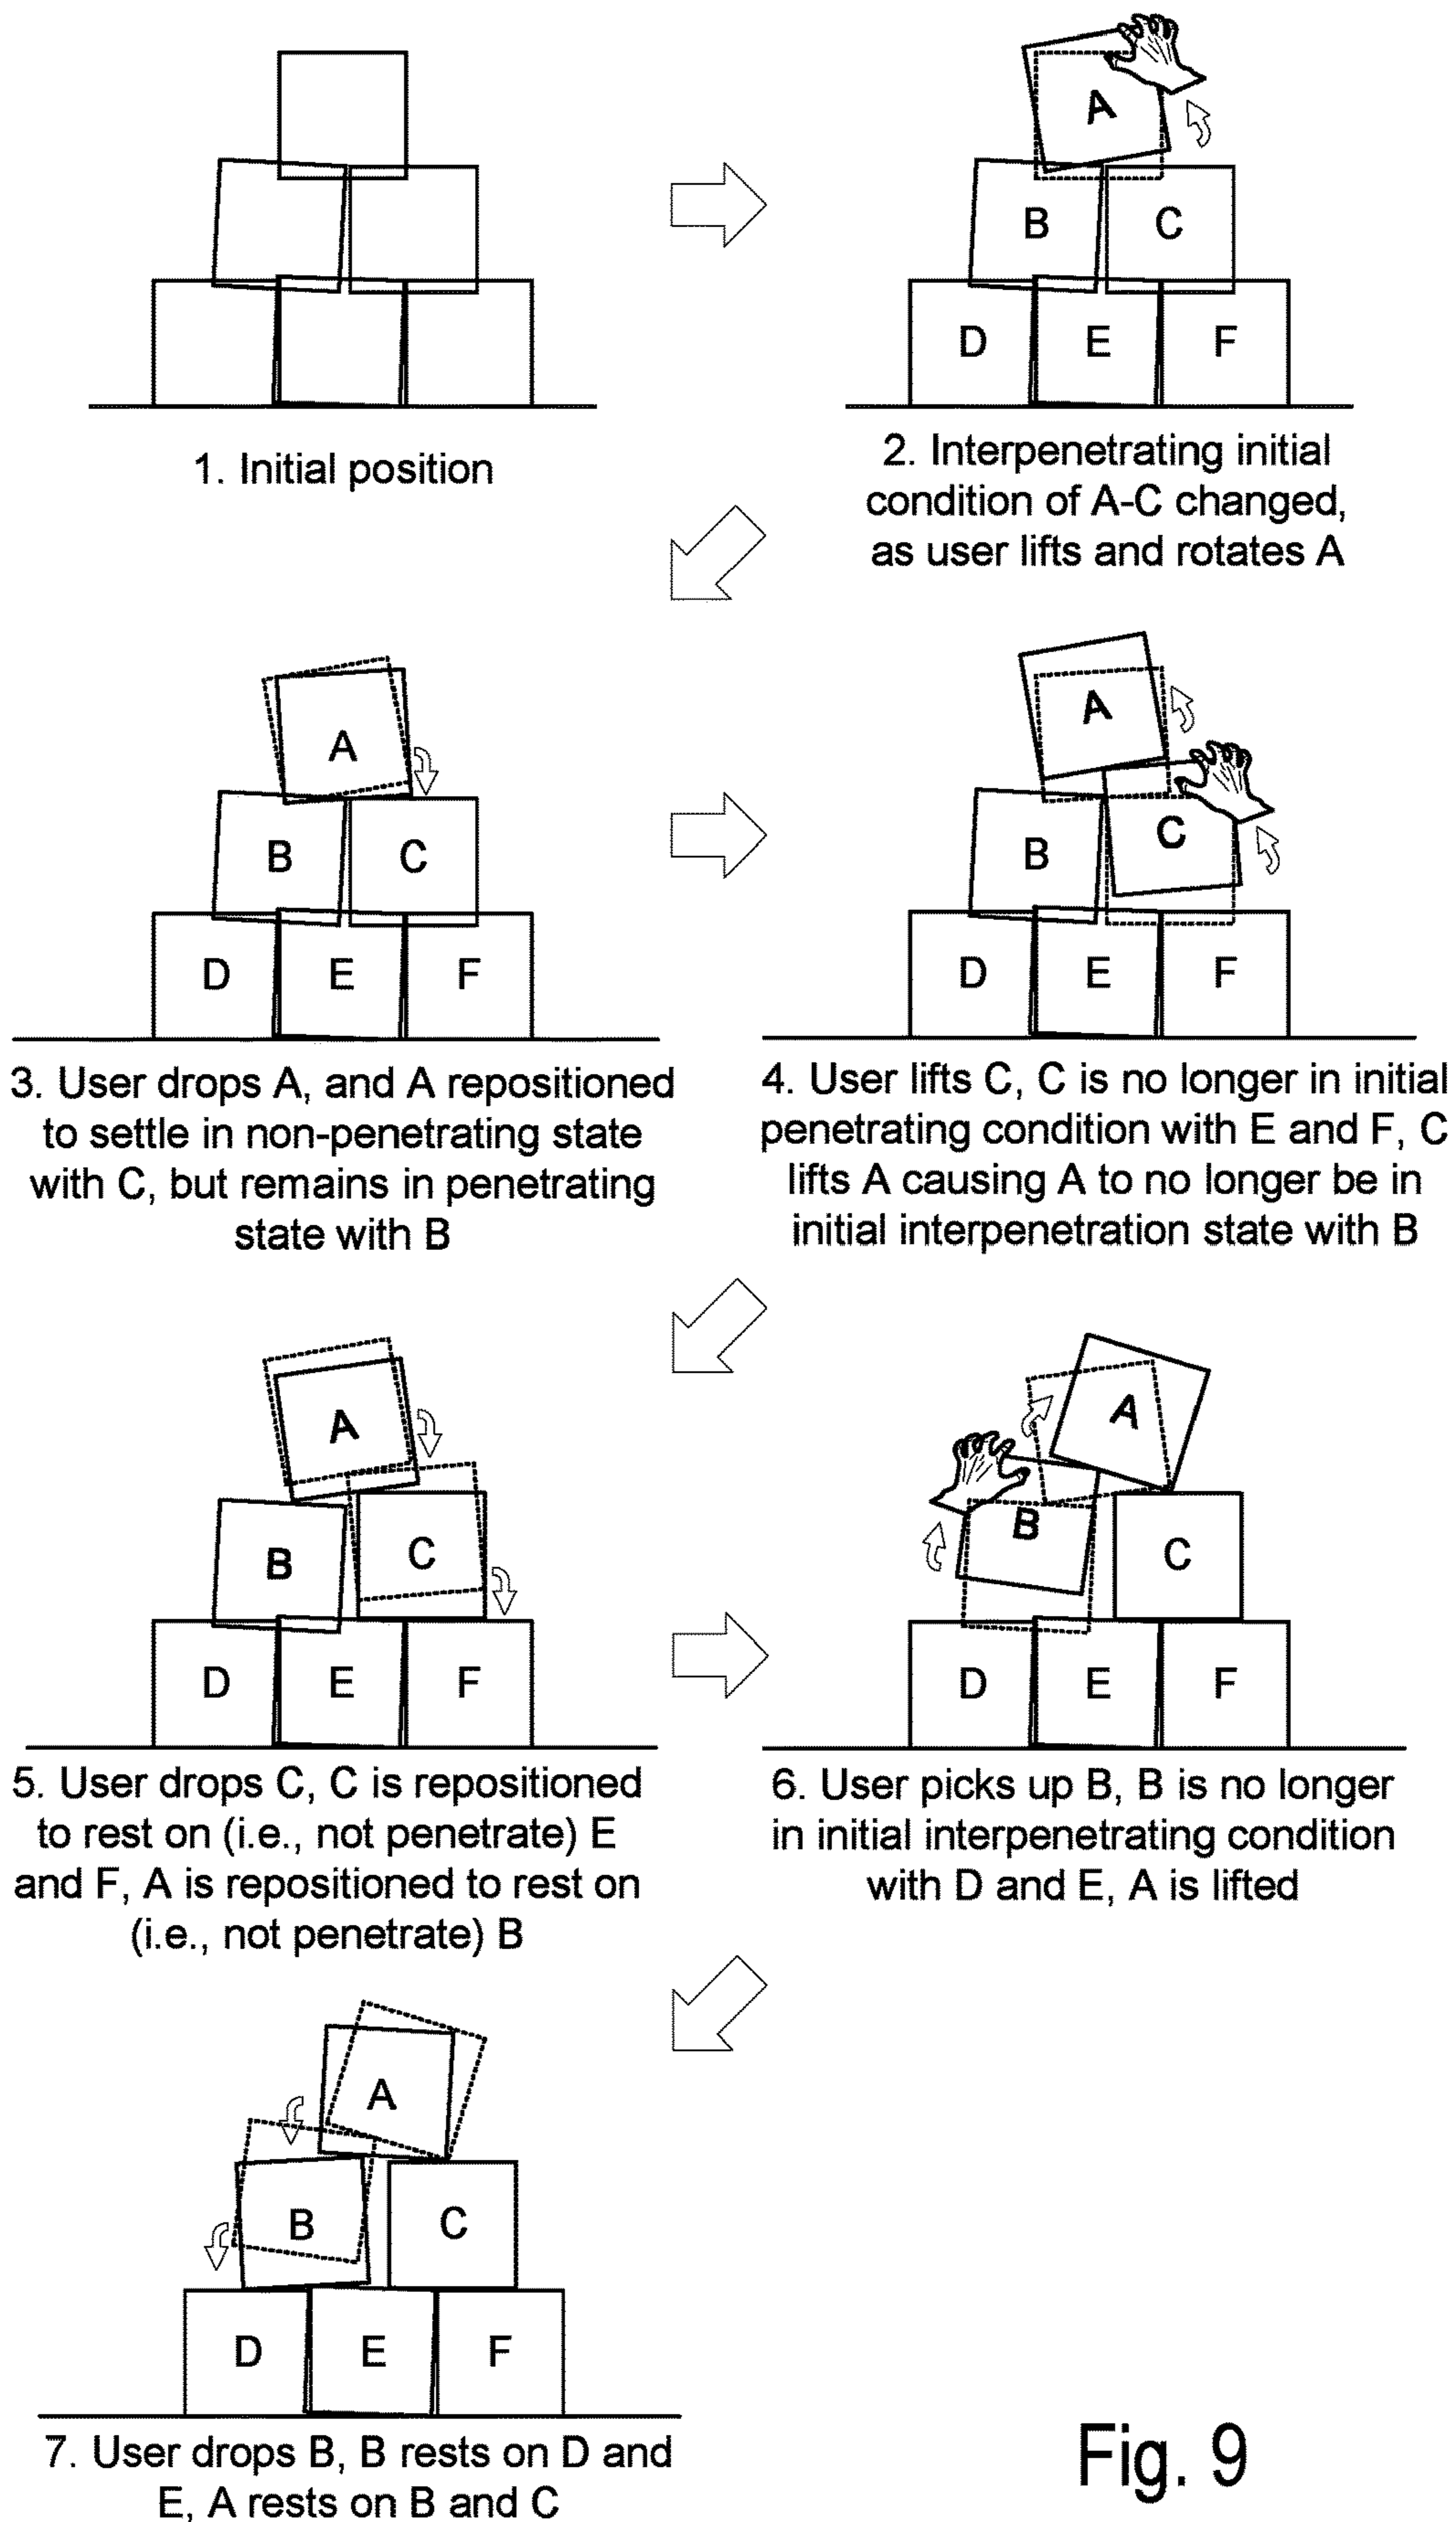 1. Initial position
A
B
C
D
E
F
2. Interpenetrating initial
condition of A-C changed,
as user lifts and rotates A
A
B
C
D
E
F
3. User drops A, and A repositioned
to settle in non-penetrating state
with C, but remains in penetrating
state with B
A
C
B
D
E
F
4. User lifts C, C is no longer in initial
penetrating condition with E and F, C
lifts A causing A to no longer be in
initial interpenetration state with B
A
B
C
D
E
F
5. User drops C, C is repositioned
to rest on (i.e., not penetrate) E
and F, A is repositioned to rest on
(i.e., not penetrate) B
A
B
C
D
E
F
6. User picks up B, B is no longer
in initial interpenetrating condition
with D and E, A is lifted
A
B
C
D
E
F
7. User drops B, B rests on D and
E, A rests on B and C
Fig. 9